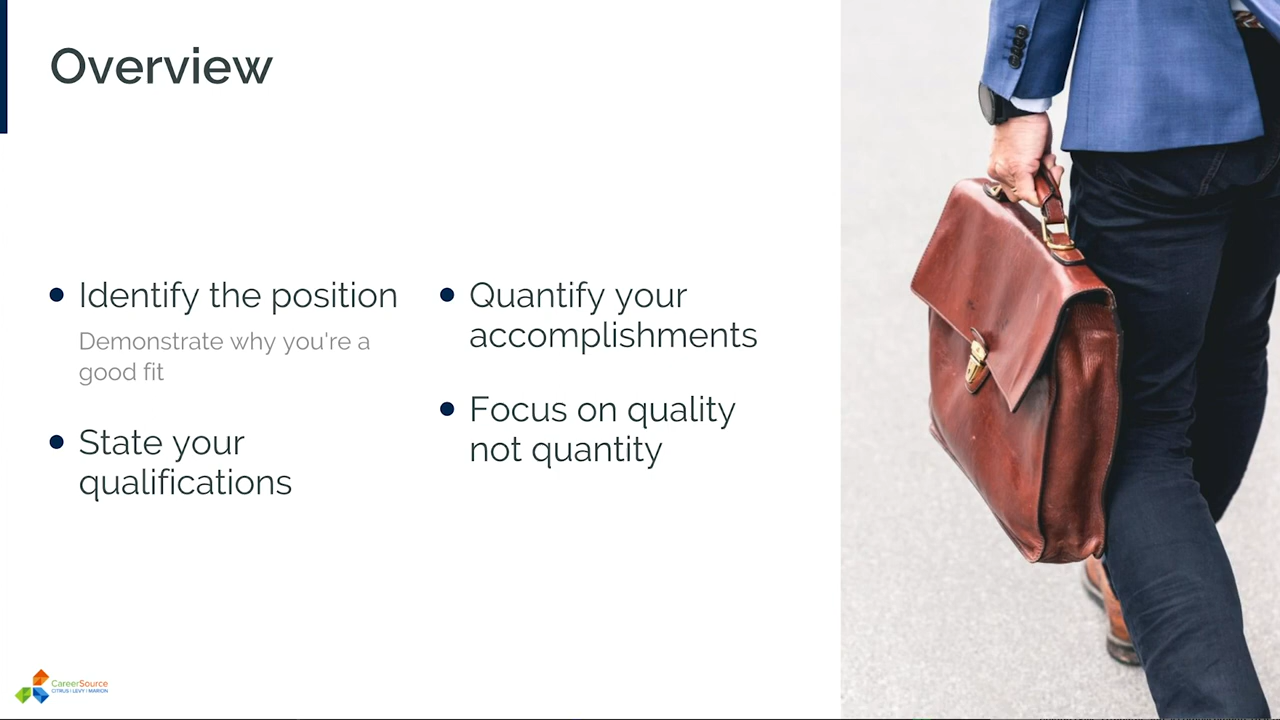 Overview
Identify the position
Demonstrate why you're a
good fit
State your
qualifications
Quantify your
accomplishments
Focus on quality
not quantity
CareerSource
CITRUS | LEVY | MARION